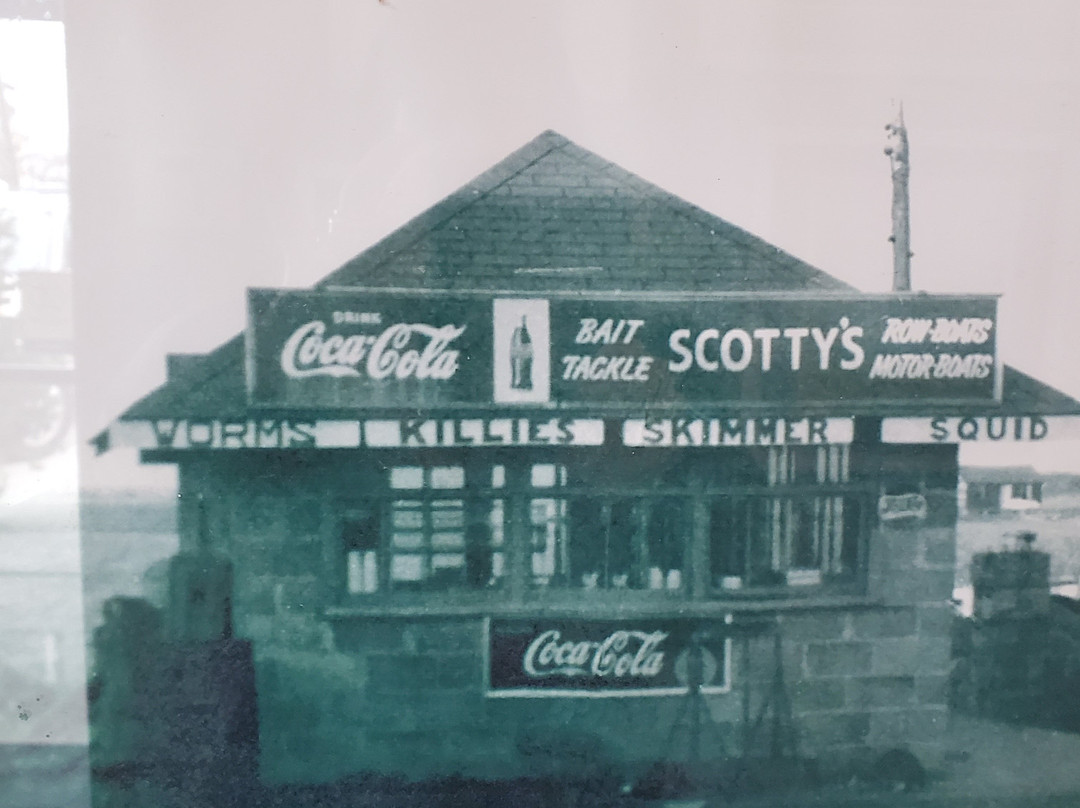 DRINK
Coca-Cola
BAIT
TACKLE
SCOTTY'S
ROW-BOATS
MOTOR-BOATS
WORMS KILLIES SKIMMER SQUID
Coca-Cola